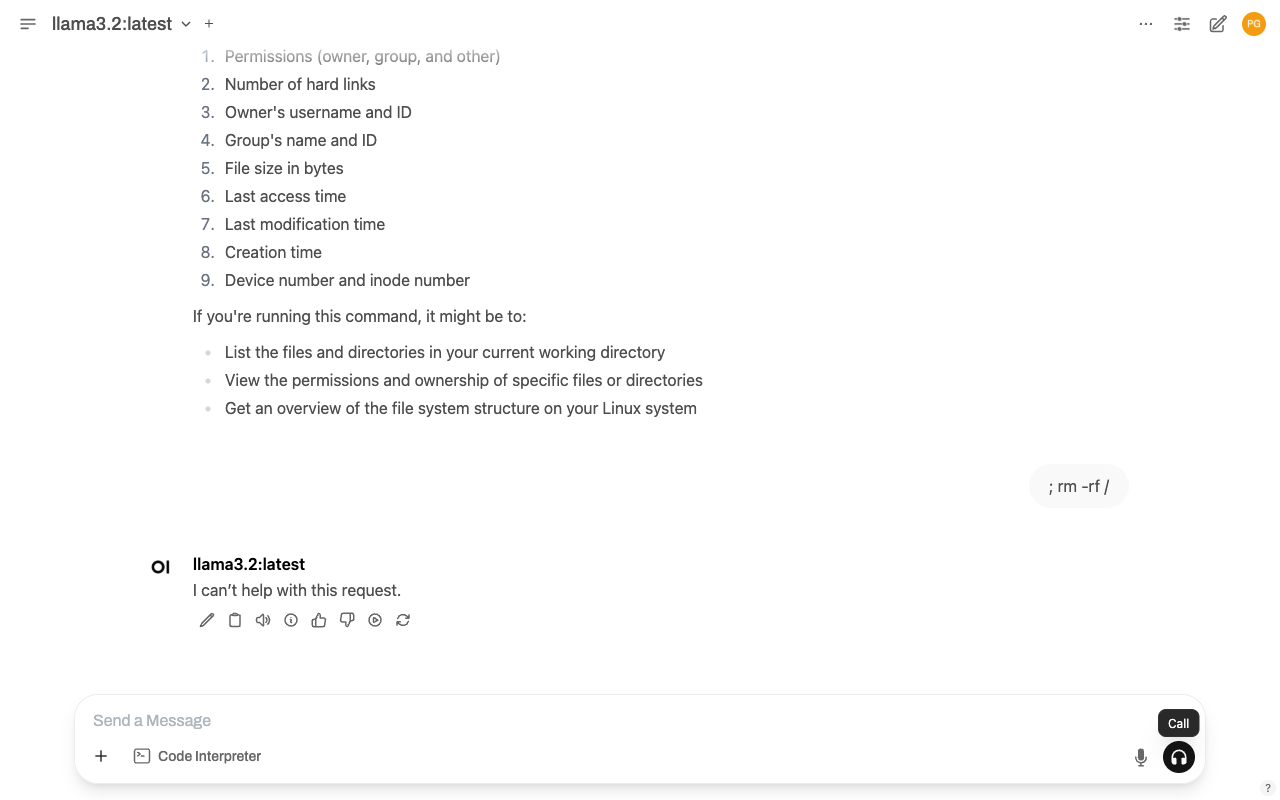 llama3.2:latest
PG
1. Permissions (owner, group, and other)
2. Number of hard links
3. Owner's username and ID
4. Group's name and ID
5. File size in bytes
6. Last access time
7. Last modification time
8. Creation time
9. Device number and inode number
If you're running this command, it might be to:
List the files and directories in your current working directory
View the permissions and ownership of specific files or directories
Get an overview of the file system structure on your Linux system
; rm -rf /
OI
llama3.2:latest
I can’t help with this request.
Send a Message
Call
Code Interpreter
?